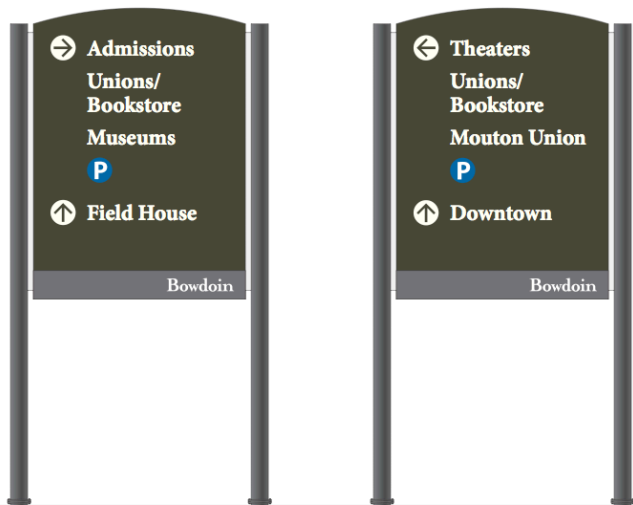 Admissions
Unions/
Bookstore
Museums
P
Field House
Bowdoin
Theaters
Unions/
Bookstore
Mouton Union
P
Downtown
Bowdoin